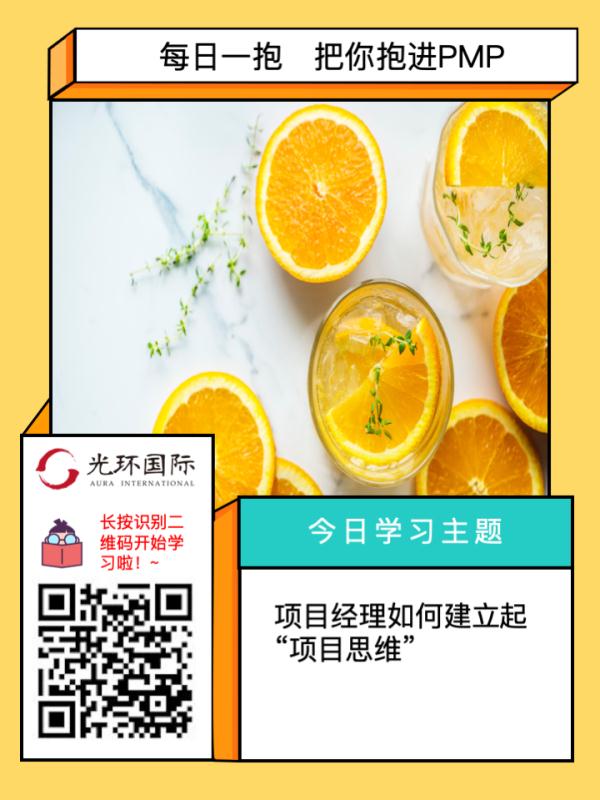 每日一抱 把你抱进PMP
光环国际
AURA INTERNATIONAL
长按识别二
维码开始学
习啦！~
今日学习主题
项目经理如何建立起
“项目思维”